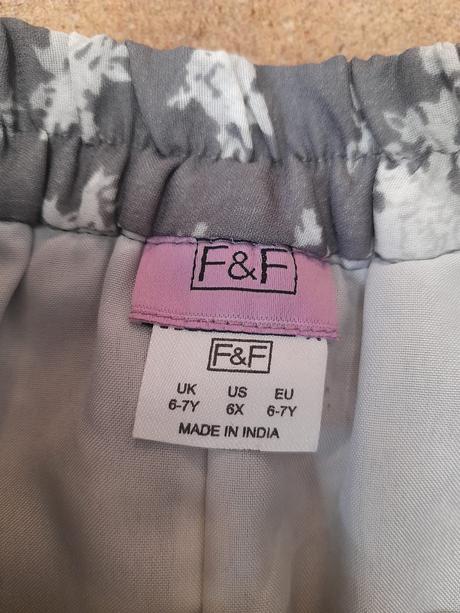 F&F
F&F
UK US EU
6-7Y 6X 6-7Y
MADE IN INDIA